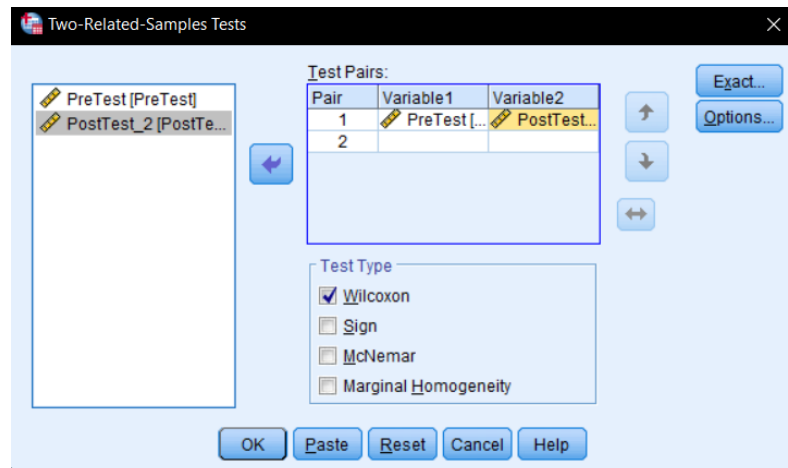 Two-Related-Samples Tests
PreTest [PreTest]
PostTest_2 [PostTe...
Test Pairs:
Pair Variable1 Variable2
1 PreTest [... PostTest...
2
Exact...
Options...
Test Type
Wilcoxon
Sign
McNemar
Marginal Homogeneity
OK Paste Reset Cancel Help